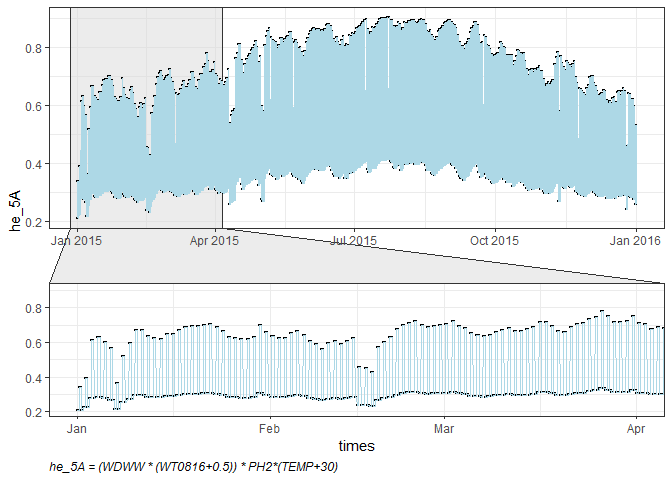 0.8
0.6
0.4
0.2
he_5A
Jan 2015 Apr 2015 Jul 2015 Oct 2015 Jan 2016
0.8
0.6
0.4
0.2
Jan Feb Mar Apr
times
he_5A = (WDWW * (WT0816+0.5)) * PH2*(TEMP+30)